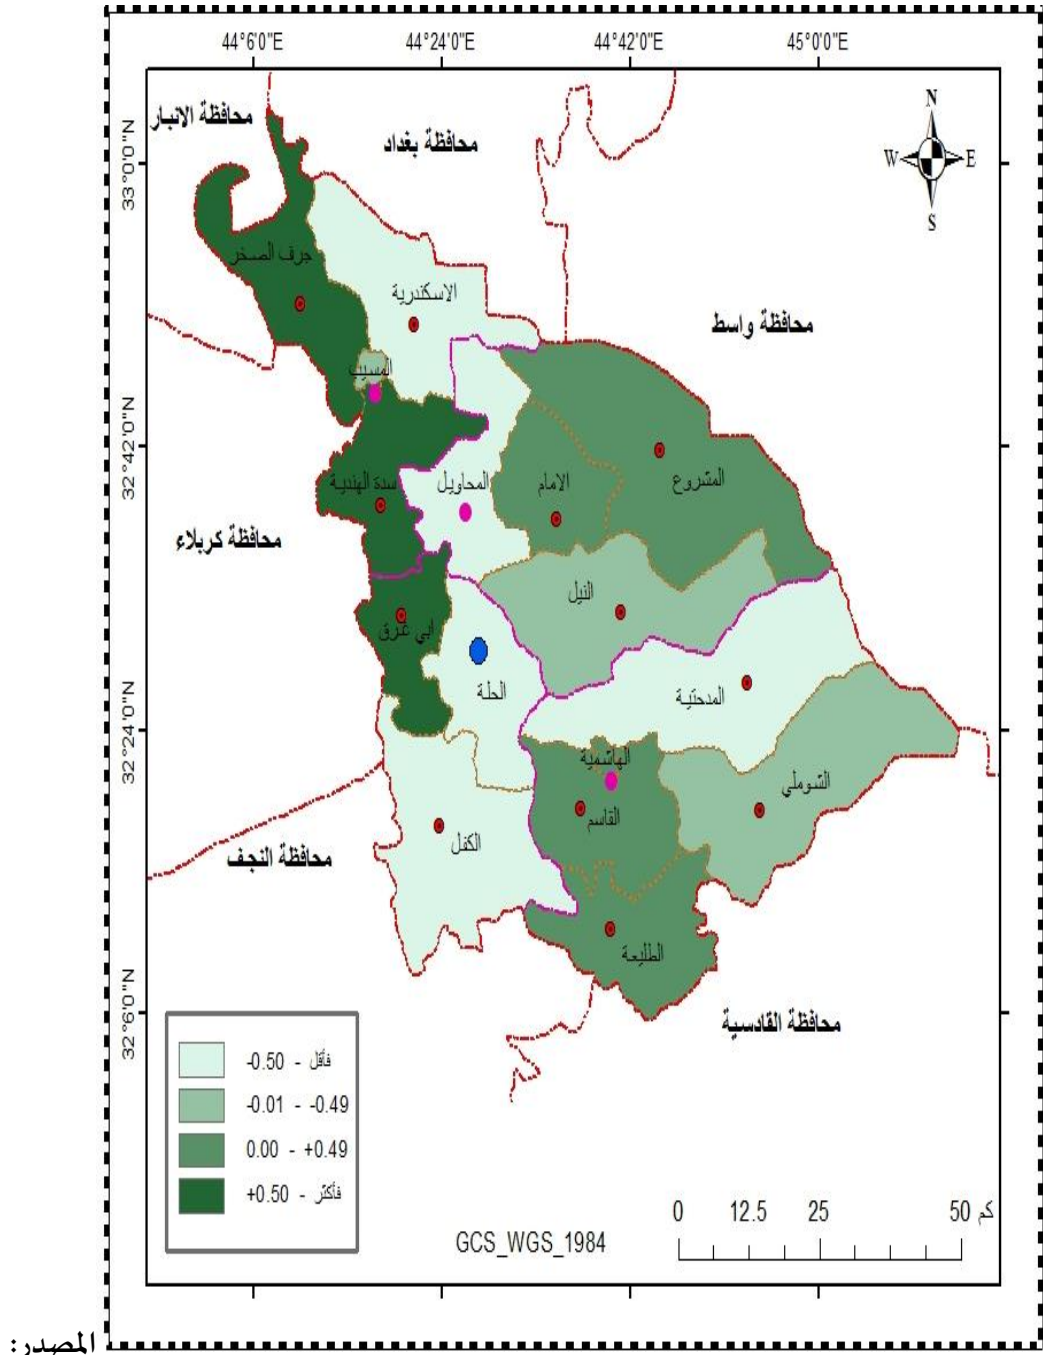 44°6'0"E
44°24'0"E
44°42'0"E
45°0'0"E
محافظة الانبار
محافظة بغداد
N
W
E
S
33°0'0"N
جرف الصخر
الاسكندرية
محافظة واسط
المسيب
32°42'0"N
سدة الهندية
المحاويل
الامام
المشروع
محافظة كربلاء
النيل
ابي غرق
الحلة
المدحتية
32°24'0"N
الهاشمية
الشوملي
القاسم
الكفل
محافظة النجف
الطليعة
محافظة القادسية
32°6'0"N
-0.50 - فأقل
-0.01 - -0.49
0.00 - +0.49
+0.50 - فأكثر
0 12.5 25 50 كم
GCS_WGS_1984
المصدر: